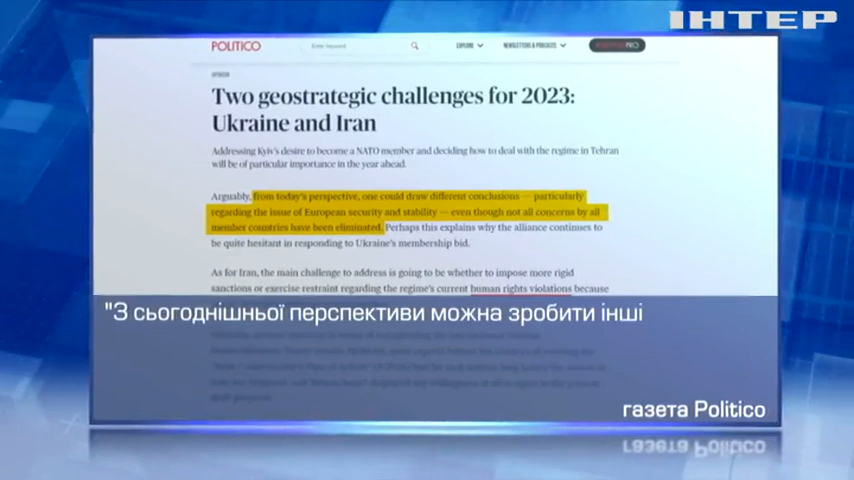 ІНТЕР
POLITICO
Enter keyword
EXPLORE
NEWSLETTERS & PODCASTS
PRO
OPINION
Two geostrategic challenges for 2023:
Ukraine and Iran
Addressing Kyiv's desire to become a NATO member and deciding how to deal with the regime in Tehran
will be of particular importance in the year ahead.
Arguably, from today's perspective, one could draw different conclusions — particularly
regarding the issue of European security and stability — even though not all concerns by all
member countries have been eliminated. Perhaps this explains why the alliance continues to
be quite hesitant in responding to Ukraine's membership bid.
As for Iran, the main challenge to address is going to be whether to impose more rigid
sanctions or exercise restraint regarding the regime's current human rights violations because
"З сьогоднішньої перспективи можна зробити інші
газета Politico